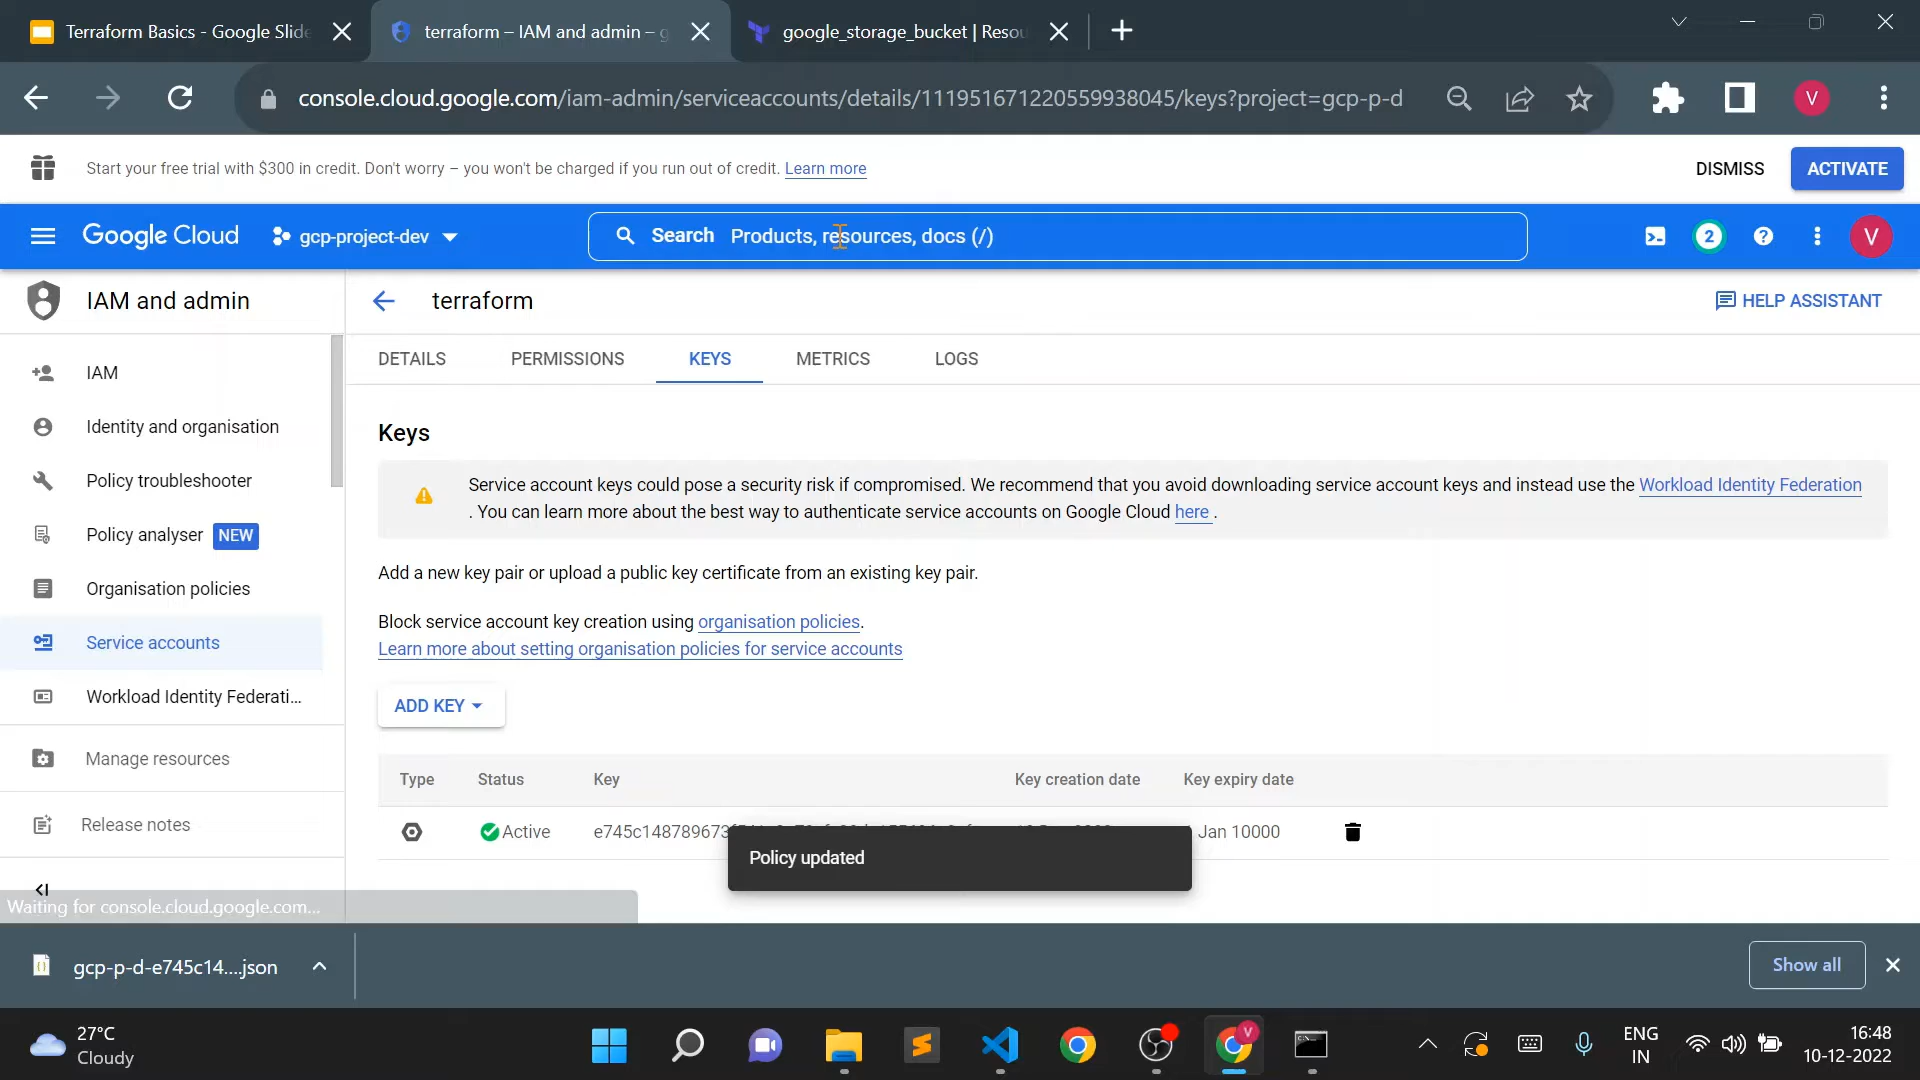 Terraform Basics - Google Slide
terraform – IAM and admin – g
google_storage_bucket | Resou
console.cloud.google.com/iam-admin/serviceaccounts/details/111951671220559938045/keys?project=gcp-p-d
V
Start your free trial with $300 in credit. Don't worry – you won't be charged if you run out of credit. Learn more
DISMISS
ACTIVATE
Google Cloud
gcp-project-dev
Search Products, resources, docs (/)
2
V
IAM and admin
terraform
HELP ASSISTANT
DETAILS
PERMISSIONS
KEYS
METRICS
LOGS
IAM
Identity and organisation
Policy troubleshooter
Policy analyser NEW
Organisation policies
Service accounts
Workload Identity Federati...
Manage resources
Release notes
Keys
Service account keys could pose a security risk if compromised. We recommend that you avoid downloading service account keys and instead use the Workload Identity Federation
. You can learn more about the best way to authenticate service accounts on Google Cloud here .
Add a new key pair or upload a public key certificate from an existing key pair.
Block service account key creation using organisation policies.
Learn more about setting organisation policies for service accounts
ADD KEY
Type Status Key Key creation date Key expiry date
Active e745c148789673 Jan 10000
Policy updated
Waiting for console.cloud.google.com...
gcp-p-d-e745c14....json
Show all
27°C
Cloudy
V
ENG
IN
16:48
10-12-2022